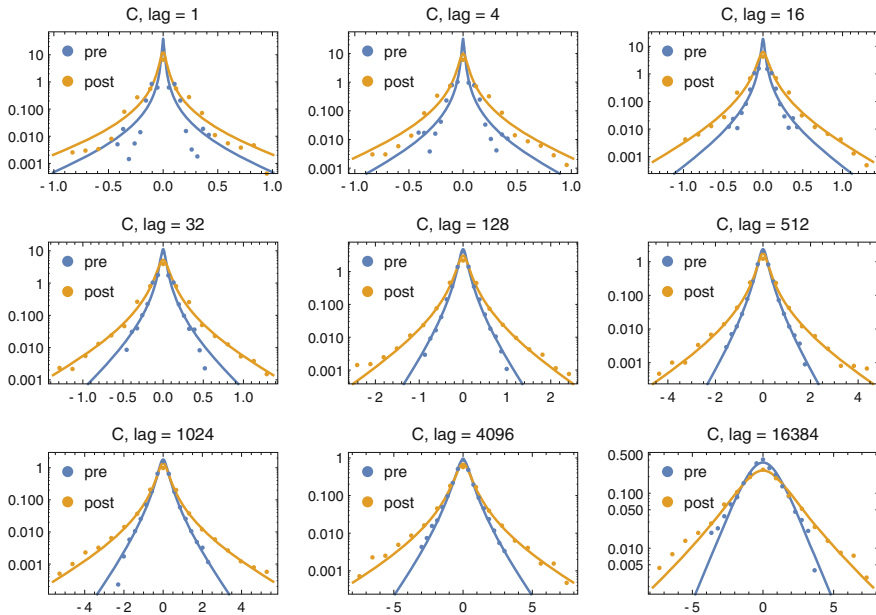 C, lag = 1
10
1
0.100
0.010
0.001
pre
post
-1.0 -0.5 0.0 0.5 1.0
C, lag = 4
10
1
0.100
0.010
0.001
pre
post
-1.0 -0.5 0.0 0.5 1.0
C, lag = 16
10
1
0.100
0.010
0.001
pre
post
-1.0 -0.5 0.0 0.5 1.0
C, lag = 32
10
1
0.100
0.010
0.001
pre
post
-1.0 -0.5 0.0 0.5 1.0
C, lag = 128
1
0.100
0.010
0.001
pre
post
-2 -1 0 1 2
C, lag = 512
1
0.100
0.010
0.001
pre
post
-4 -2 0 2 4
C, lag = 1024
1
0.100
0.010
0.001
pre
post
-4 -2 0 2 4
C, lag = 4096
1
0.100
0.010
0.001
pre
post
-5 0 5
C, lag = 16384
0.500
0.100
0.050
0.010
0.005
pre
post
-5 0 5